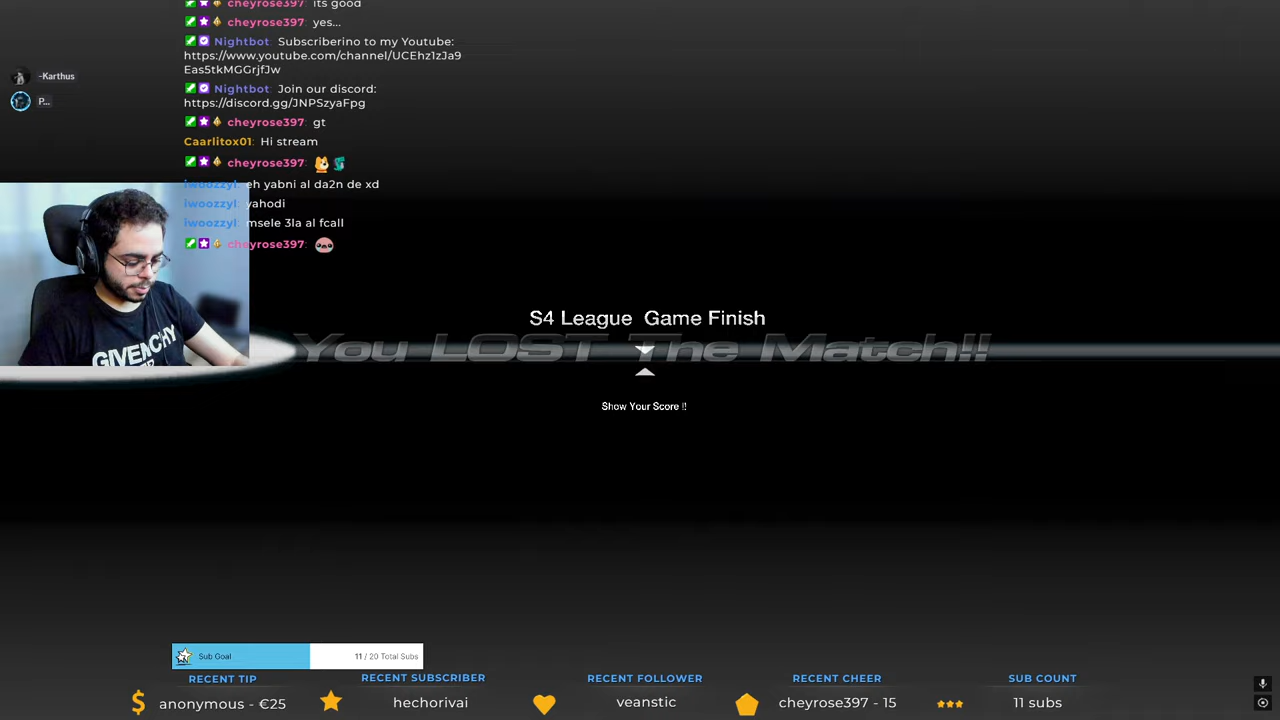 cheyrose397: its good
cheyrose397: yes...
Nightbot: Subscriberino to my Youtube:
https://www.youtube.com/channel/UCEhz1zJa9
Eas5tkMGGrjfJw
-Karthus
Nightbot: Join our discord:
P...
https://discord.gg/JNPSzyaFpg
cheyrose397: gt
Caarlitox01: Hi stream
cheyrose397:
iwoozzyl: eh yabni al da2n de xd
iwoozzyl: yahodi
iwoozzyl: msele 3la al fcall
cheyrose397:
GIVENCHY
S4 League Game Finish
You LOST The Match!!
Show Your Score !!
Sub Goal 11 / 20 Total Subs
RECENT TIP RECENT SUBSCRIBER RECENT FOLLOWER RECENT CHEER SUB COUNT
anonymous - €25 hechorivai veanstic cheyrose397 - 15 11 subs